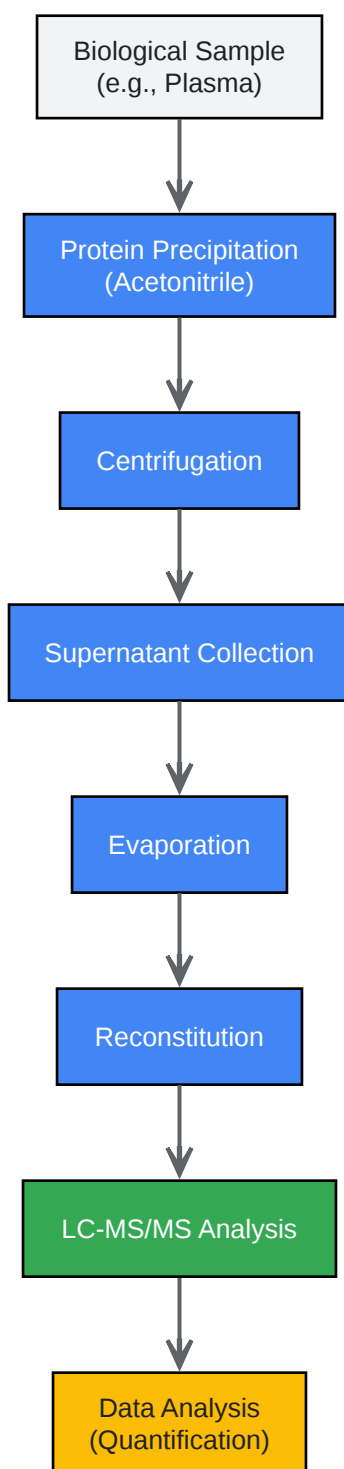 Biological Sample
(e.g., Plasma)
Protein Precipitation
(Acetonitrile)
Centrifugation
Supernatant Collection
Evaporation
Reconstitution
LC-MS/MS Analysis
Data Analysis
(Quantification)